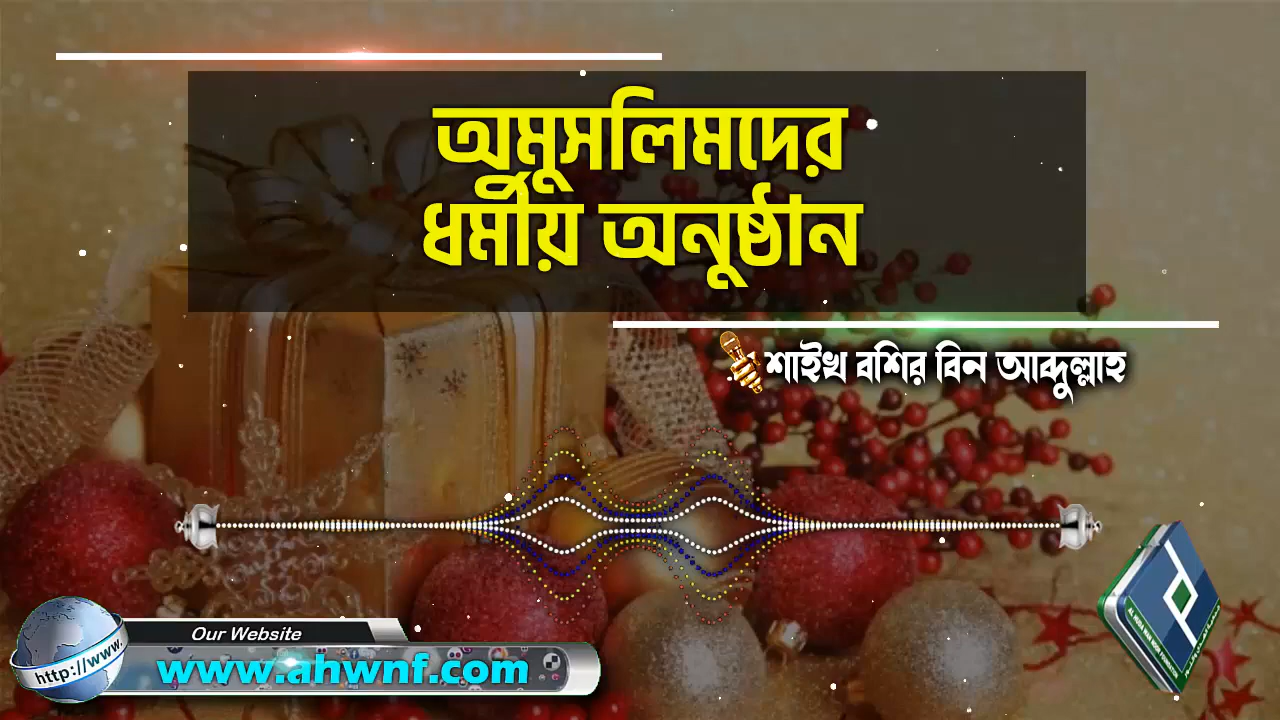 অমুসলিমদের
ধর্মীয় অনুষ্ঠান
শাইখ বশির বিন আব্দুল্লাহ
Our Website
http://www.
www.ahwnf.com